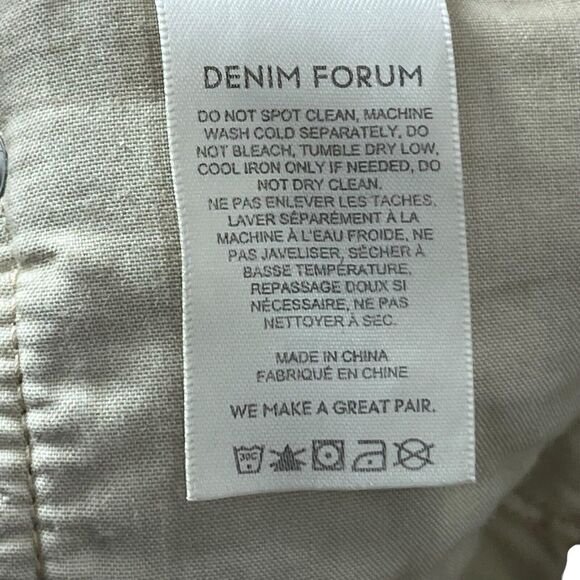 DENIM FORUM
DO NOT SPOT CLEAN, MACHINE
WASH COLD SEPARATELY, DO
NOT BLEACH, TUMBLE DRY LOW,
COOL IRON ONLY IF NEEDED, DO
NOT DRY CLEAN.
NE PAS ENLEVER LES TACHES.
LAVER SÉPARÉMENT À LA
MACHINE À L'EAU FROIDE, NE
PAS JAVELISER, SÉCHER À
BASSE TEMPÉRATURE,
REPASSAGE DOUX SI
NÉCESSAIRE, NE PAS
NETTOYER À SEC.
MADE IN CHINA
FABRIQUÉ EN CHINE
WE MAKE A GREAT PAIR.
30C